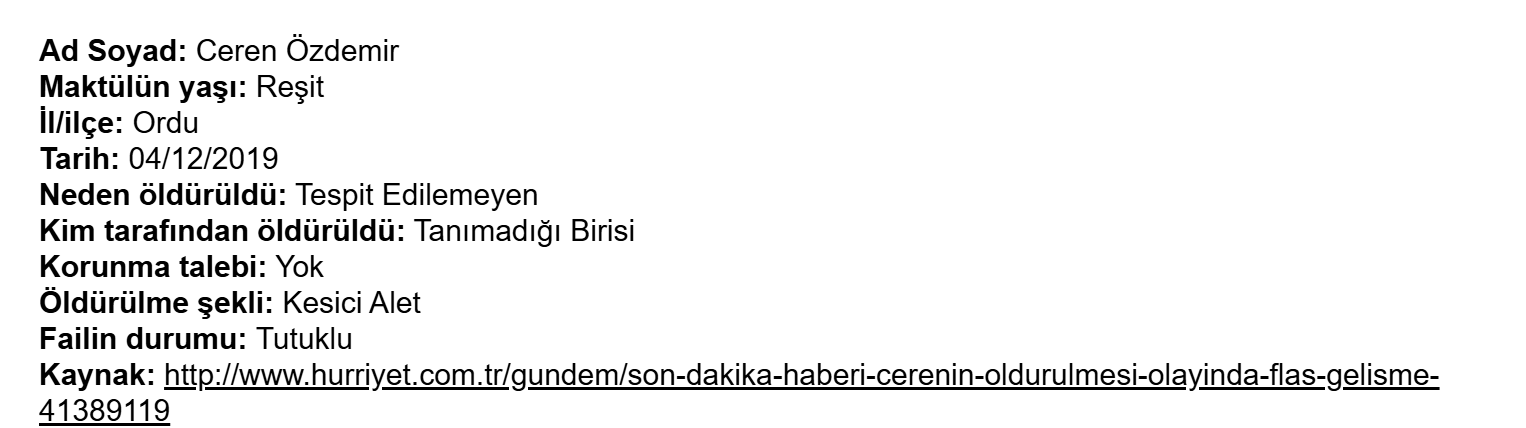 Ad Soyad: Ceren Özdemir
Maktülün yaşı: Reşit
İl/ilçe: Ordu
Tarih: 04/12/2019
Neden öldürüldü: Tespit Edilemeyen
Kim tarafından öldürüldü: Tanımadığı Birisi
Korunma talebi: Yok
Öldürülme şekli: Kesici Alet
Failin durumu: Tutuklu
Kaynak: http://www.hurriyet.com.tr/gundem/son-dakika-haberi-cerenin-oldurulmesi-olayinda-flas-gelisme-
41389119